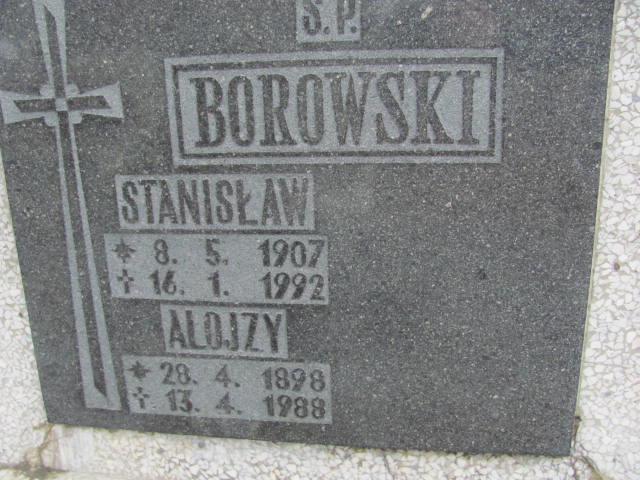 Ś.P.
BOROWSKI
STANISŁAW
* 8. 5. 1907
† 16. 1. 1992
ALOJZY
* 28. 4. 1898
† 13. 4. 1988